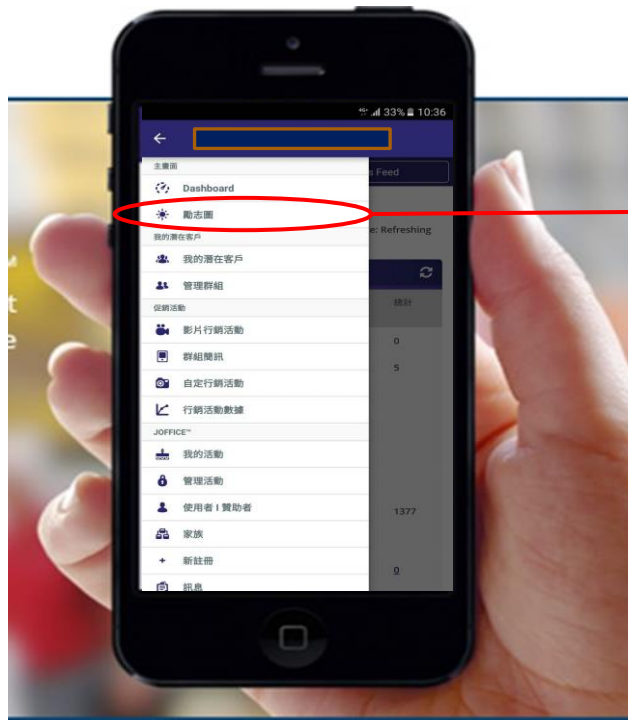 4G+ 33% 10:36
主畫面
s Feed
Dashboard
勵志圖
e: Refreshing
我的潛在客戶
我的潛在客戶
管理群組
促銷活動
總計
影片行銷活動
0
群組簡訊
5
自定行銷活動
行銷活動數據
JOFFICE™
我的活動
管理活動
使用者 I 贊助者
1377
家族
新註冊
0
訊息
t
e